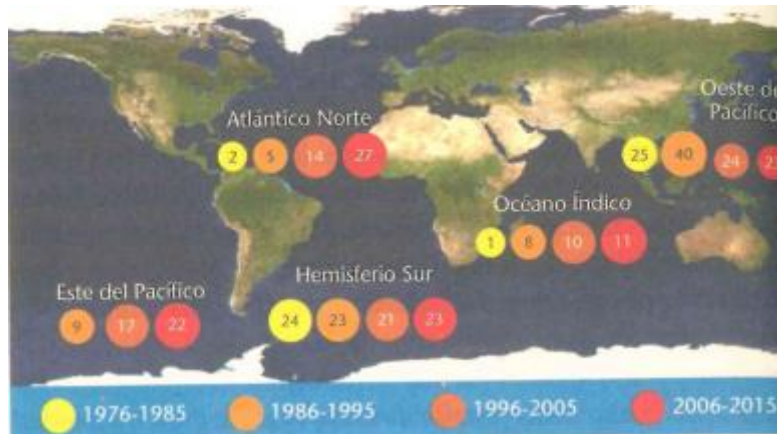 Oeste de
Pacífico
Atlántico Norte
2 5 14 27
25 40 24
Océano Índico
1 8 10 11
Hemisferio Sur
Este del Pacífico
24 23 21 23
9 17 22
1976-1985 1986-1995 1996-2005 2006-2015